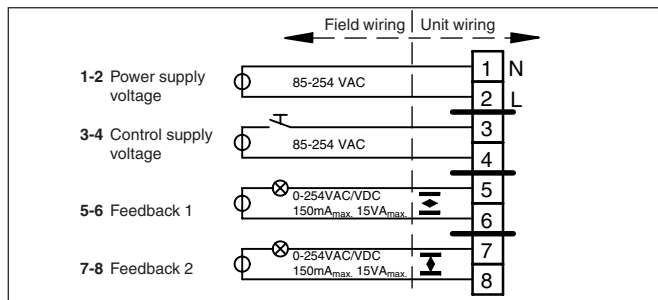 Field wiring Unit wiring
1-2 Power supply voltage
85-254 VAC
1 N
2 L
3-4 Control supply voltage
85-254 VAC
3
4
5-6 Feedback 1
0-254VAC/VDC
150mAmax. 15VAmax.
5
6
7-8 Feedback 2
0-254VAC/VDC
150mAmax. 15VAmax.
7
8